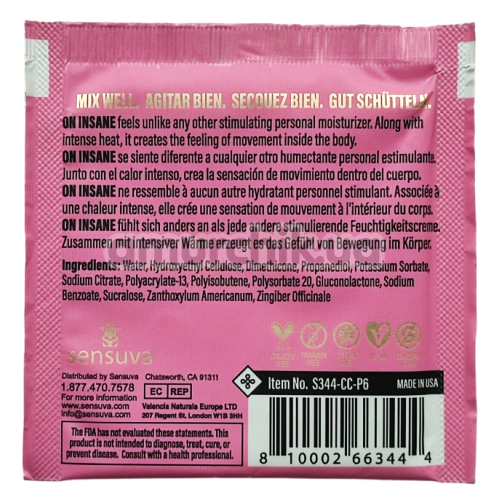 MIX WELL. AGITAR BIEN. SECOUEZ BIEN. GUT SCHÜTTELN.
ON INSANE feels unlike any other stimulating personal moisturizer. Along with
intense heat, it creates the feeling of movement inside the body.
ON INSANE se siente diferente a cualquier otro humectante personal estimulante.
Junto con el calor intenso, crea la sensación de movimiento dentro del cuerpo.
ON INSANE ne ressemble à aucun autre hydratant personnel stimulant. Associée à
une chaleur intense, elle crée une sensation de mouvement à l'intérieur du corps.
ON INSANE fühlt sich anders an als jede andere stimulierende Feuchtigkeitscreme.
Zusammen mit intensiver Wärme erzeugt es das Gefühl von Bewegung im Körper.
Ingredients: Water, Hydroxyethyl Cellulose, Dimethicone, Propanediol, Potassium Sorbate,
Sodium Citrate, Polyacrylate-13, Polyisobutene, Polysorbate 20, Gluconolactone, Sodium
Benzoate, Sucralose, Zanthoxylum Americanum, Zingiber Officinale
sensuva
Distributed by Sensuva Chatsworth, CA 91311
1.877.470.7578
For more information
www.sensuva.com
info@sensuva.com
EC REP
Valencia Naturals Europe LTD
207 Regent St. London W1B 3HH
The FDA has not evaluated these statements. This
product is not intended to diagnose, treat, cure, or
prevent disease. Consult with a health professional.
CRUELTY FREE
PARABEN FREE
Item No. S344-CC-P6 MADE IN USA
8 10002 66344 4